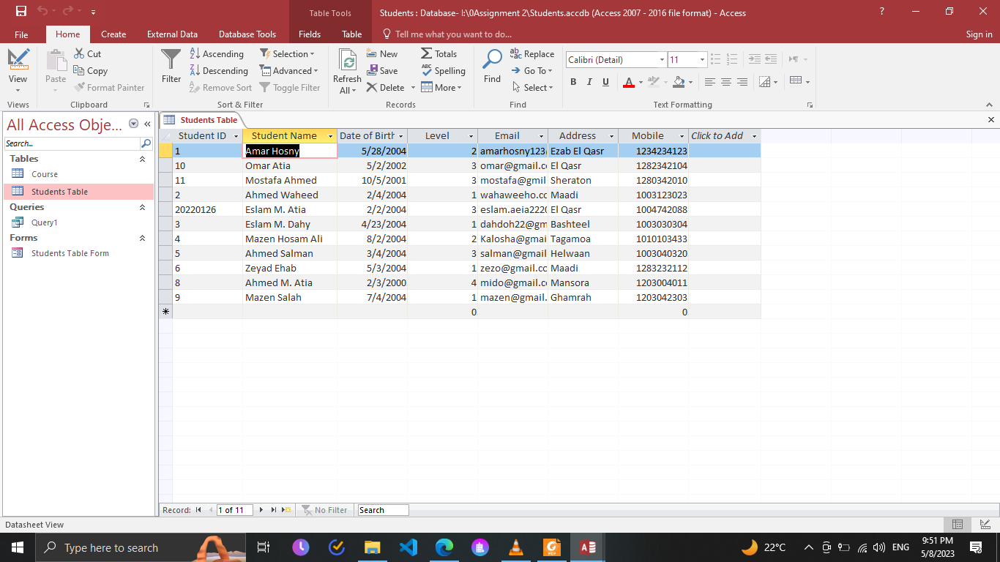 Table Tools
Students : Database- I:\0Assignment 2\Students.accdb (Access 2007 - 2016 file format) - Access
?
File Home Create External Data Database Tools Fields Table Tell me what you want to do... Sign in
View
Paste
Cut
Copy
Format Painter
Filter
Ascending
Descending
Remove Sort
Selection
Advanced
Toggle Filter
Refresh All
New
Save
Delete
Totals
Spelling
More
Find
Replace
Go To
Select
Calibri (Detail) 11
B I U A
Views Clipboard Sort & Filter Records Find Text Formatting
All Access Obje...
Search...
Tables
Course
Students Table
Queries
Query1
Forms
Students Table Form
Students Table
Student ID Student Name Date of Birth Level Email Address Mobile Click to Add
1 Amar Hosny 5/28/2004 2 amarhosny123 Ezab El Qasr 1234234123
10 Omar Atia 5/2/2002 3 omar@gmail.co El Qasr 1282342104
11 Mostafa Ahmed 10/5/2001 3 mostafa@gmil Sheraton 1280342010
2 Ahmed Waheed 2/4/2004 1 wahaweeho.co Maadi 1003123023
20220126 Eslam M. Atia 2/2/2004 3 eslam.aeia2220 El Qasr 1004742088
3 Eslam M. Dahy 4/23/2004 1 dahdoh22@gm Bashteel 1003030304
4 Mazen Hosam Ali 8/2/2004 2 Kalosha@gmai Tagamoa 1010103433
5 Ahmed Salman 3/4/2004 3 salman@gmail Helwaan 1003040320
6 Zeyad Ehab 5/3/2004 1 zezo@gmail.cc Maadi 1283232112
8 Ahmed M. Atia 2/3/2000 4 mido@gmail.co Mansora 1203004011
9 Mazen Salah 7/4/2004 1 mazen@gmail. Ghamrah 1203042303
0 0
Record: 1 of 11 No Filter Search
Datasheet View
Type here to search
22°C
ENG
9:51 PM
5/8/2023